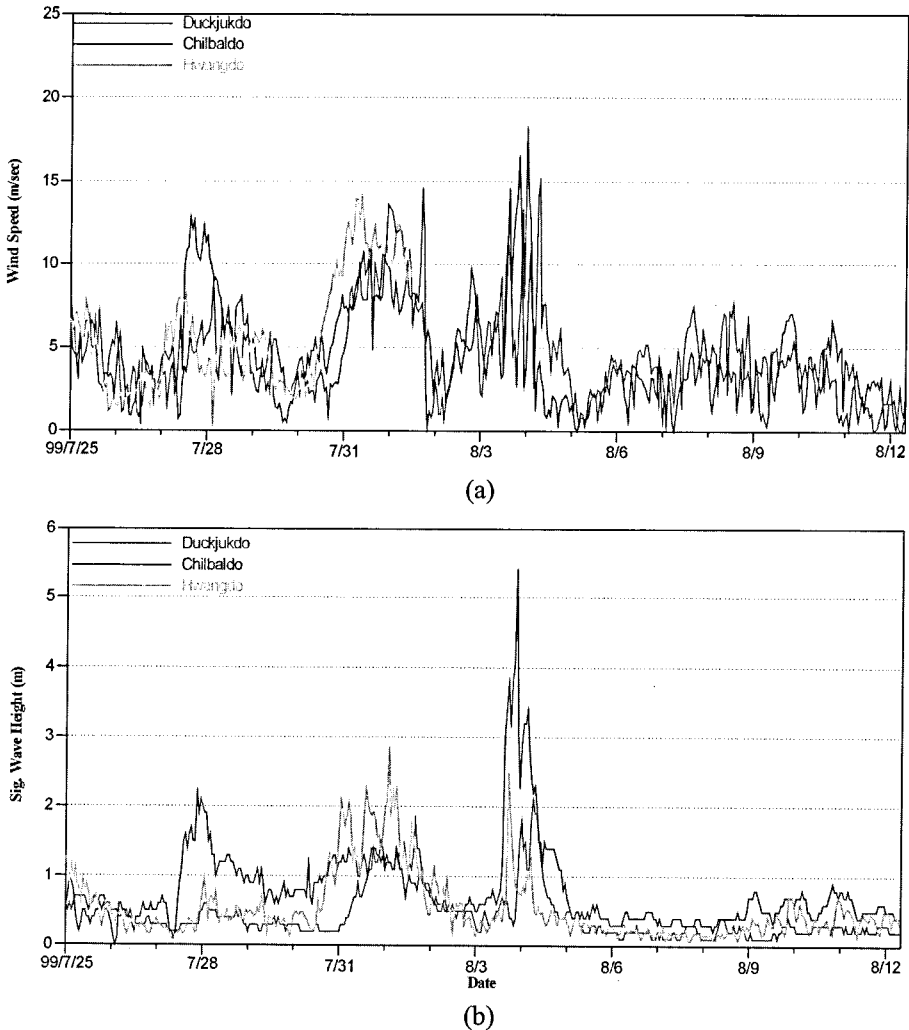 25
20
15
10
5
0
Wind Speed (m/sec)
Duckjukdo
Chilbaldo
Hwangdo
99/7/25
7/28
7/31
8/3
8/6
8/9
8/12
(a)
6
5
4
3
2
1
0
Sig. Wave Height (m)
Duckjukdo
Chilbaldo
Hwangdo
99/7/25
7/28
7/31
8/3
8/6
8/9
8/12
Date
(b)